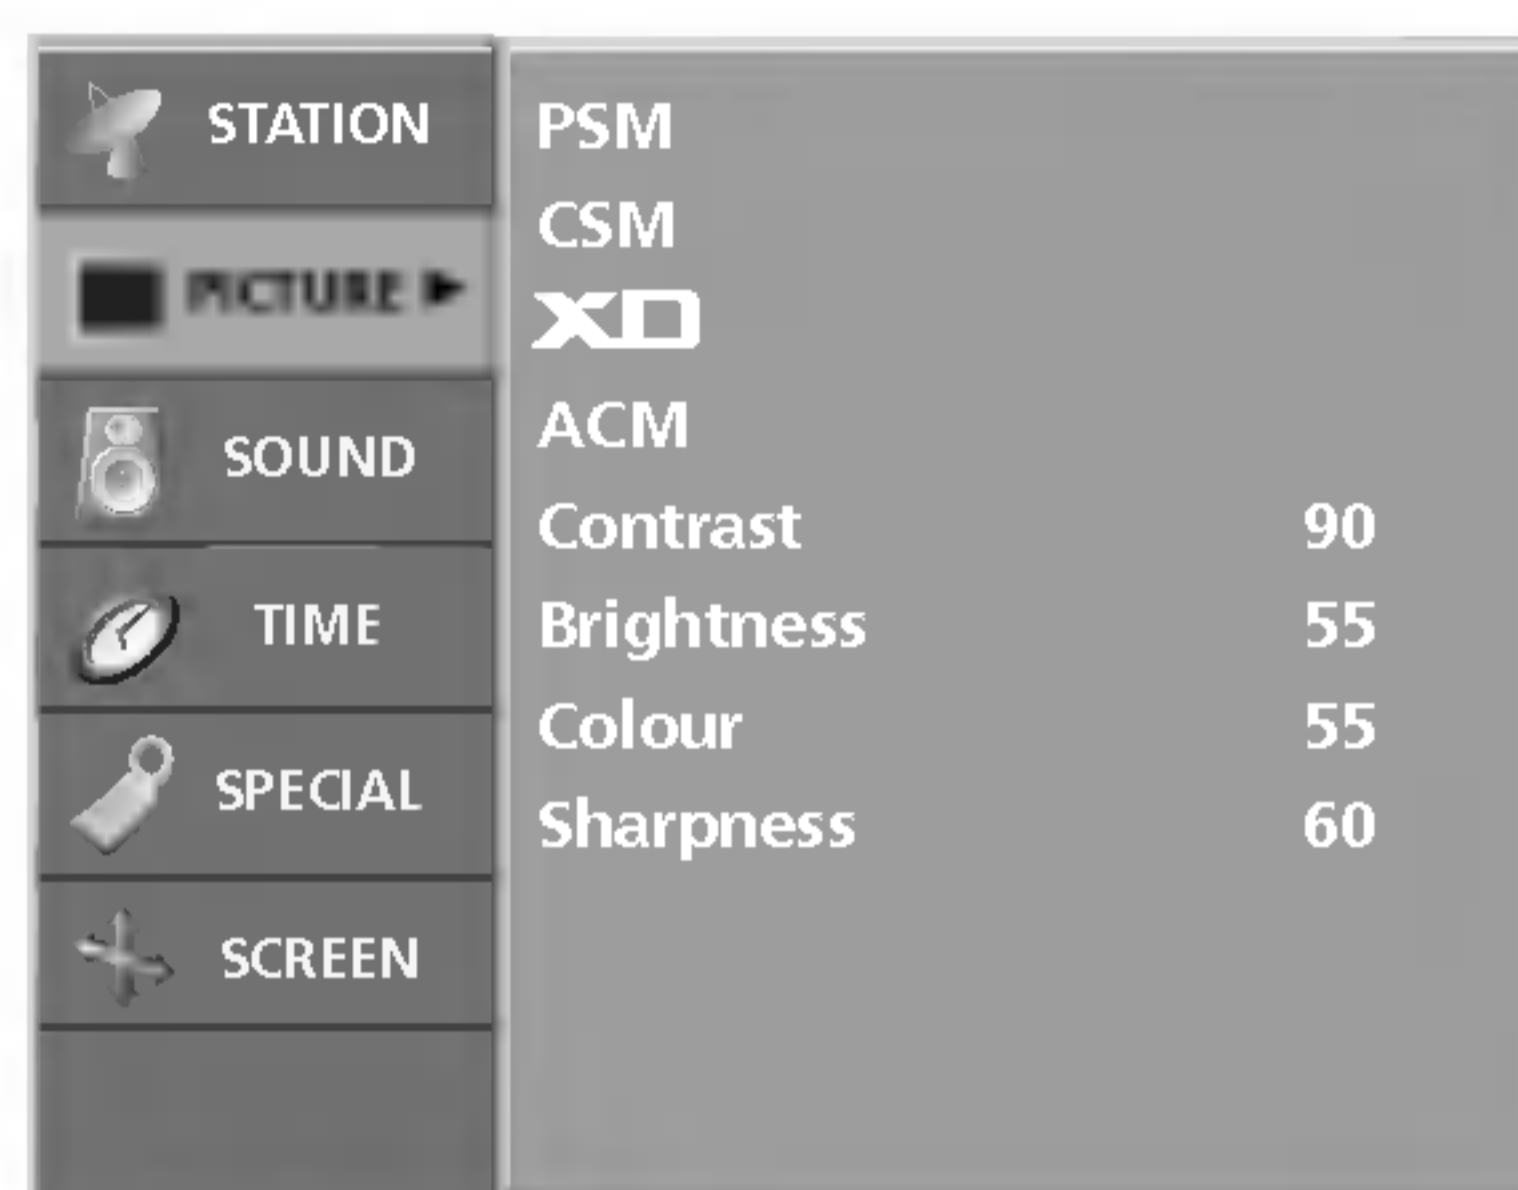 STATION
PICTURE ►
SOUND
TIME
SPECIAL
SCREEN
PSM
CSM
XD
ACM
Contrast 90
Brightness 55
Colour 55
Sharpness 60